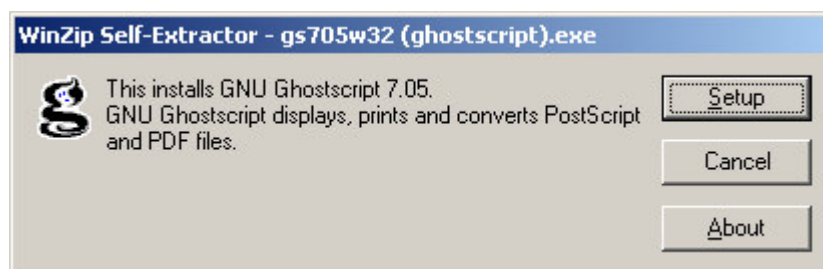 WinZip Self-Extractor - gs705w32 (ghostscript).exe
This installs GNU Ghostscript 7.05.
GNU Ghostscript displays, prints and converts PostScript
and PDF files.
Setup
Cancel
About